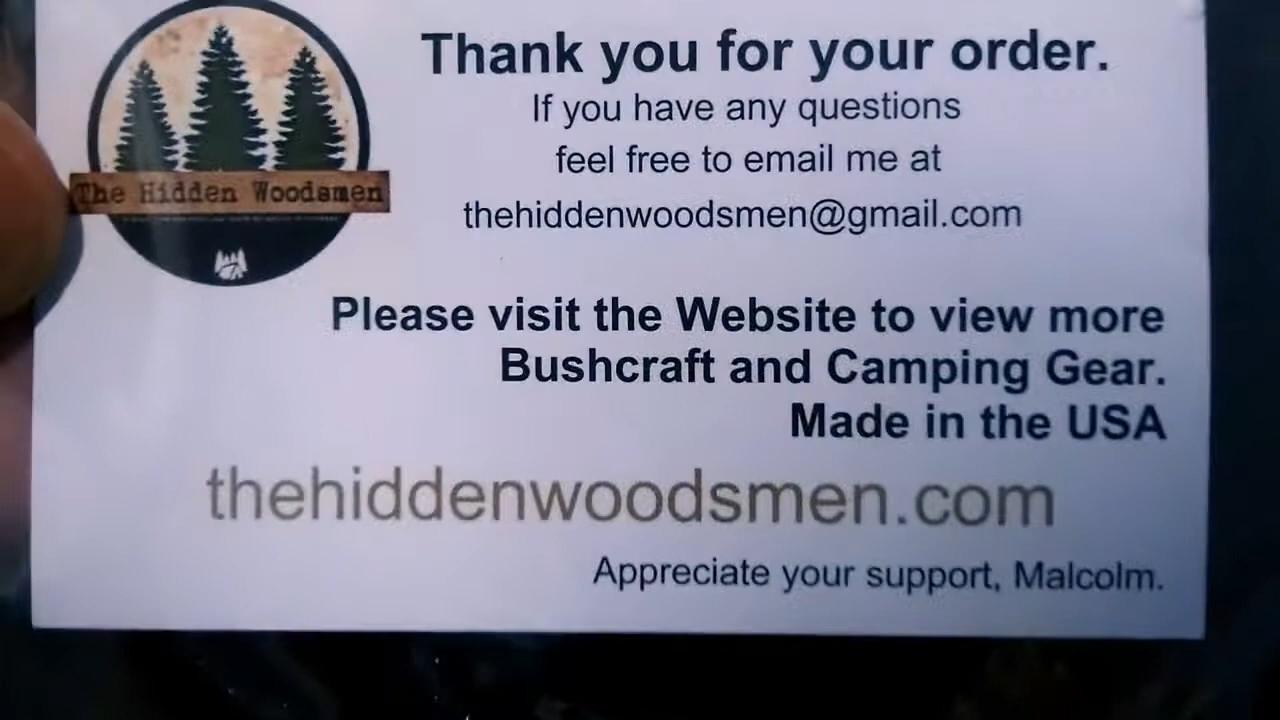 Thank you for your order.
If you have any questions
feel free to email me at
thehiddenwoodsmen@gmail.com
The Hidden Woodsmen
Please visit the Website to view more
Bushcraft and Camping Gear.
Made in the USA
thehiddenwoodsmen.com
Appreciate your support, Malcolm.